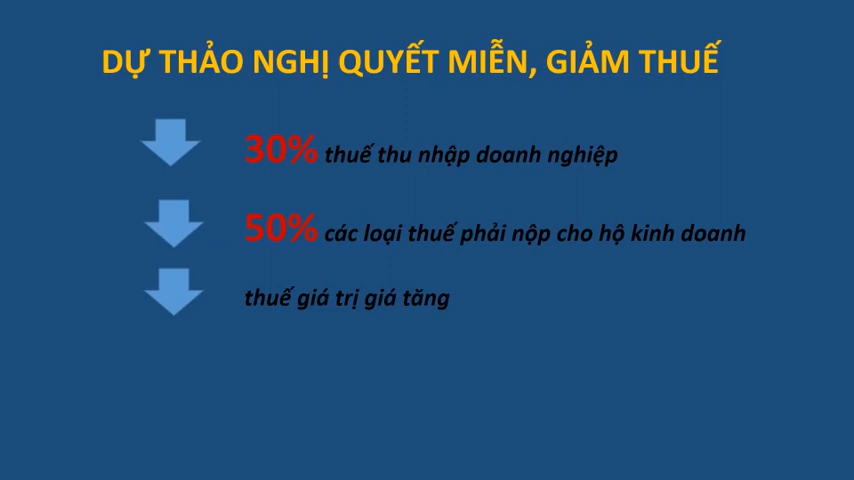 DỰ THẢO NGHỊ QUYẾT MIỄN, GIẢM THUẾ
30% thuế thu nhập doanh nghiệp
50% các loại thuế phải nộp cho hộ kinh doanh
thuế giá trị giá tăng